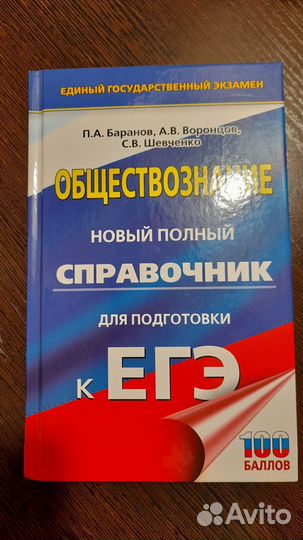 ЕДИНЫЙ ГОСУДАРСТВЕННЫЙ ЭКЗАМЕН
П.А. Баранов, А.В. Воронцов,
С.В. Шевченко
ОБЩЕСТВОЗНАНИЕ
НОВЫЙ ПОЛНЫЙ
СПРАВОЧНИК
ДЛЯ ПОДГОТОВКИ
К ЕГЭ
100
БАЛЛОВ
Avito